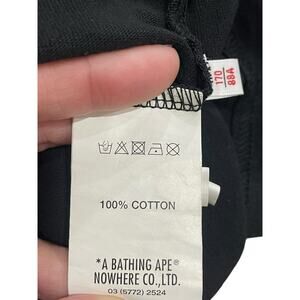 170
88A
100% COTTON
*A BATHING APE®
NOWHERE CO.,LTD.
03 (5772) 2524